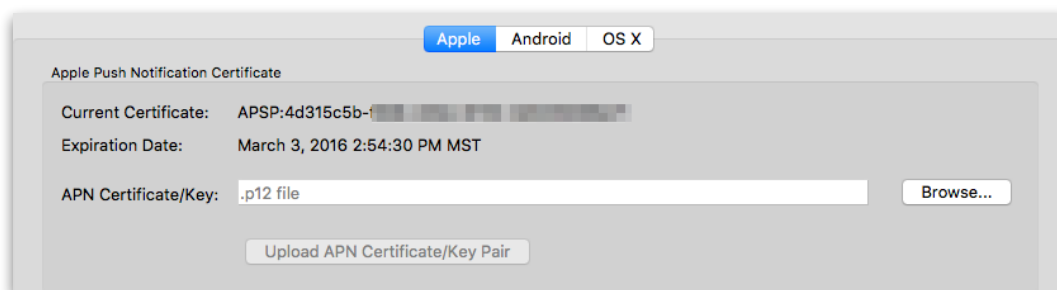 Apple Android OS X
Apple Push Notification Certificate
Current Certificate: APSP:4d315c5b-
Expiration Date: March 3, 2016 2:54:30 PM MST
APN Certificate/Key: .p12 file Browse...
Upload APN Certificate/Key Pair